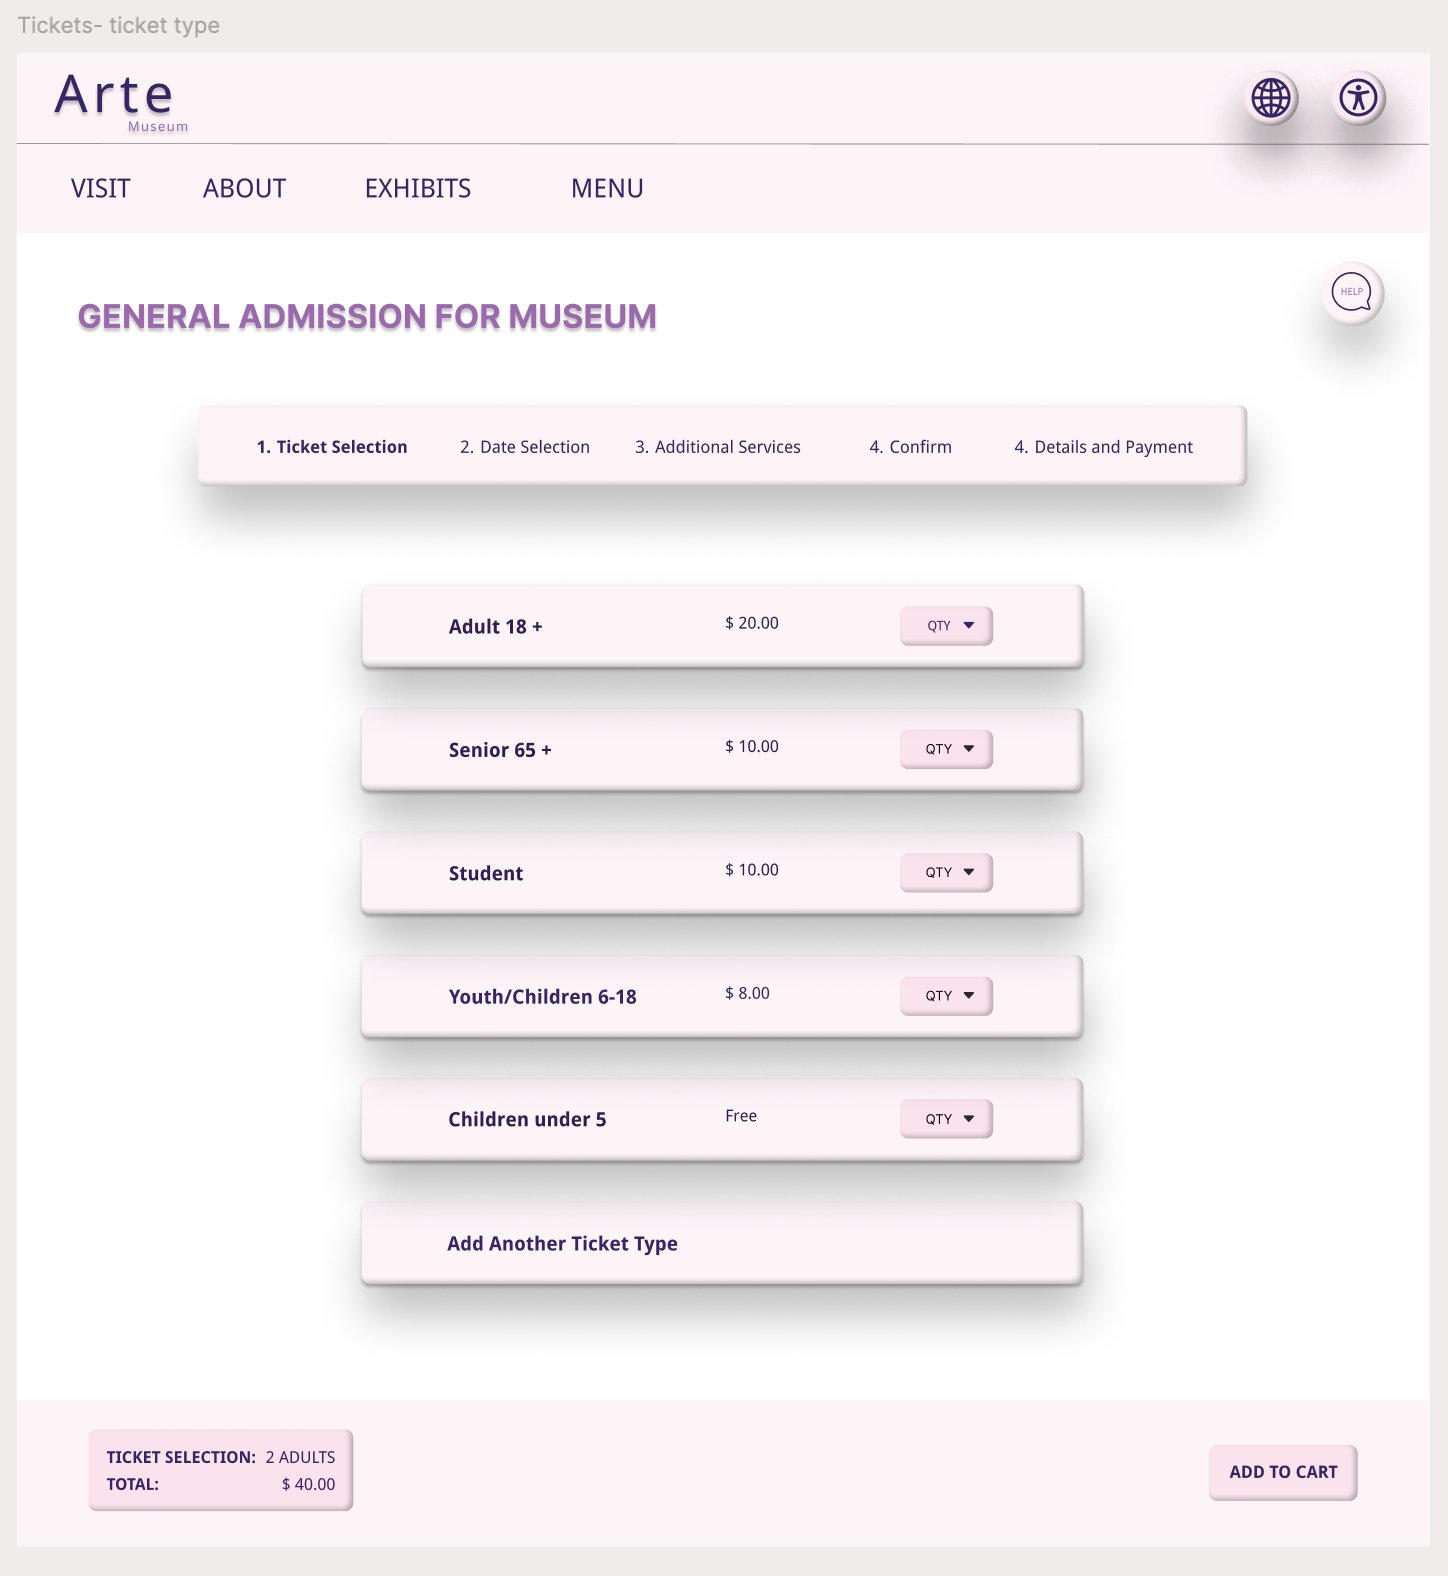 Tickets- ticket type
Arte
Museum
VISIT ABOUT EXHIBITS MENU
HELP
GENERAL ADMISSION FOR MUSEUM
1. Ticket Selection 2. Date Selection 3. Additional Services 4. Confirm 4. Details and Payment
Adult 18 + $ 20.00 QTY
Senior 65 + $ 10.00 QTY
Student $ 10.00 QTY
Youth/Children 6-18 $ 8.00 QTY
Children under 5 Free QTY
Add Another Ticket Type
TICKET SELECTION: 2 ADULTS
TOTAL: $ 40.00
ADD TO CART